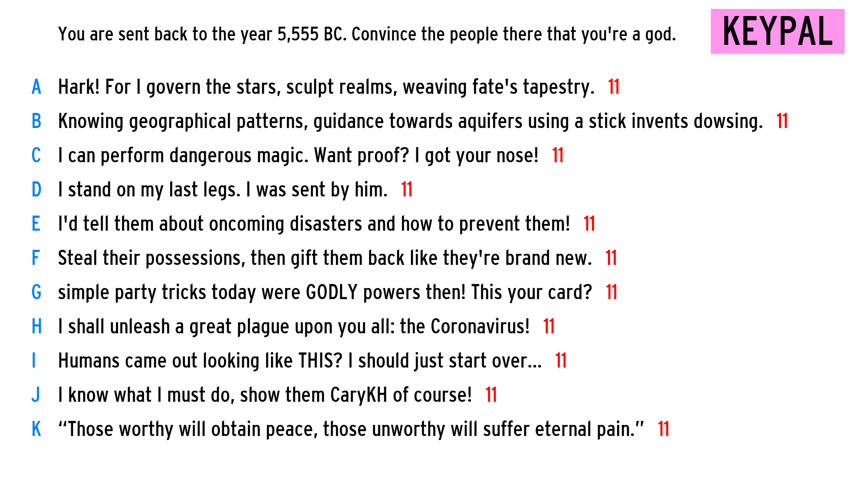 You are sent back to the year 5,555 BC. Convince the people there that you're a god.
KEYPAL
A Hark! For I govern the stars, sculpt realms, weaving fate's tapestry. 11
B Knowing geographical patterns, guidance towards aquifers using a stick invents dowsing. 11
C I can perform dangerous magic. Want proof? I got your nose! 11
D I stand on my last legs. I was sent by him. 11
E I'd tell them about oncoming disasters and how to prevent them! 11
F Steal their possessions, then gift them back like they're brand new. 11
G simple party tricks today were GODLY powers then! This your card? 11
H I shall unleash a great plague upon you all: the Coronavirus! 11
I Humans came out looking like THIS? I should just start over... 11
J I know what I must do, show them CaryKH of course! 11
K “Those worthy will obtain peace, those unworthy will suffer eternal pain.” 11